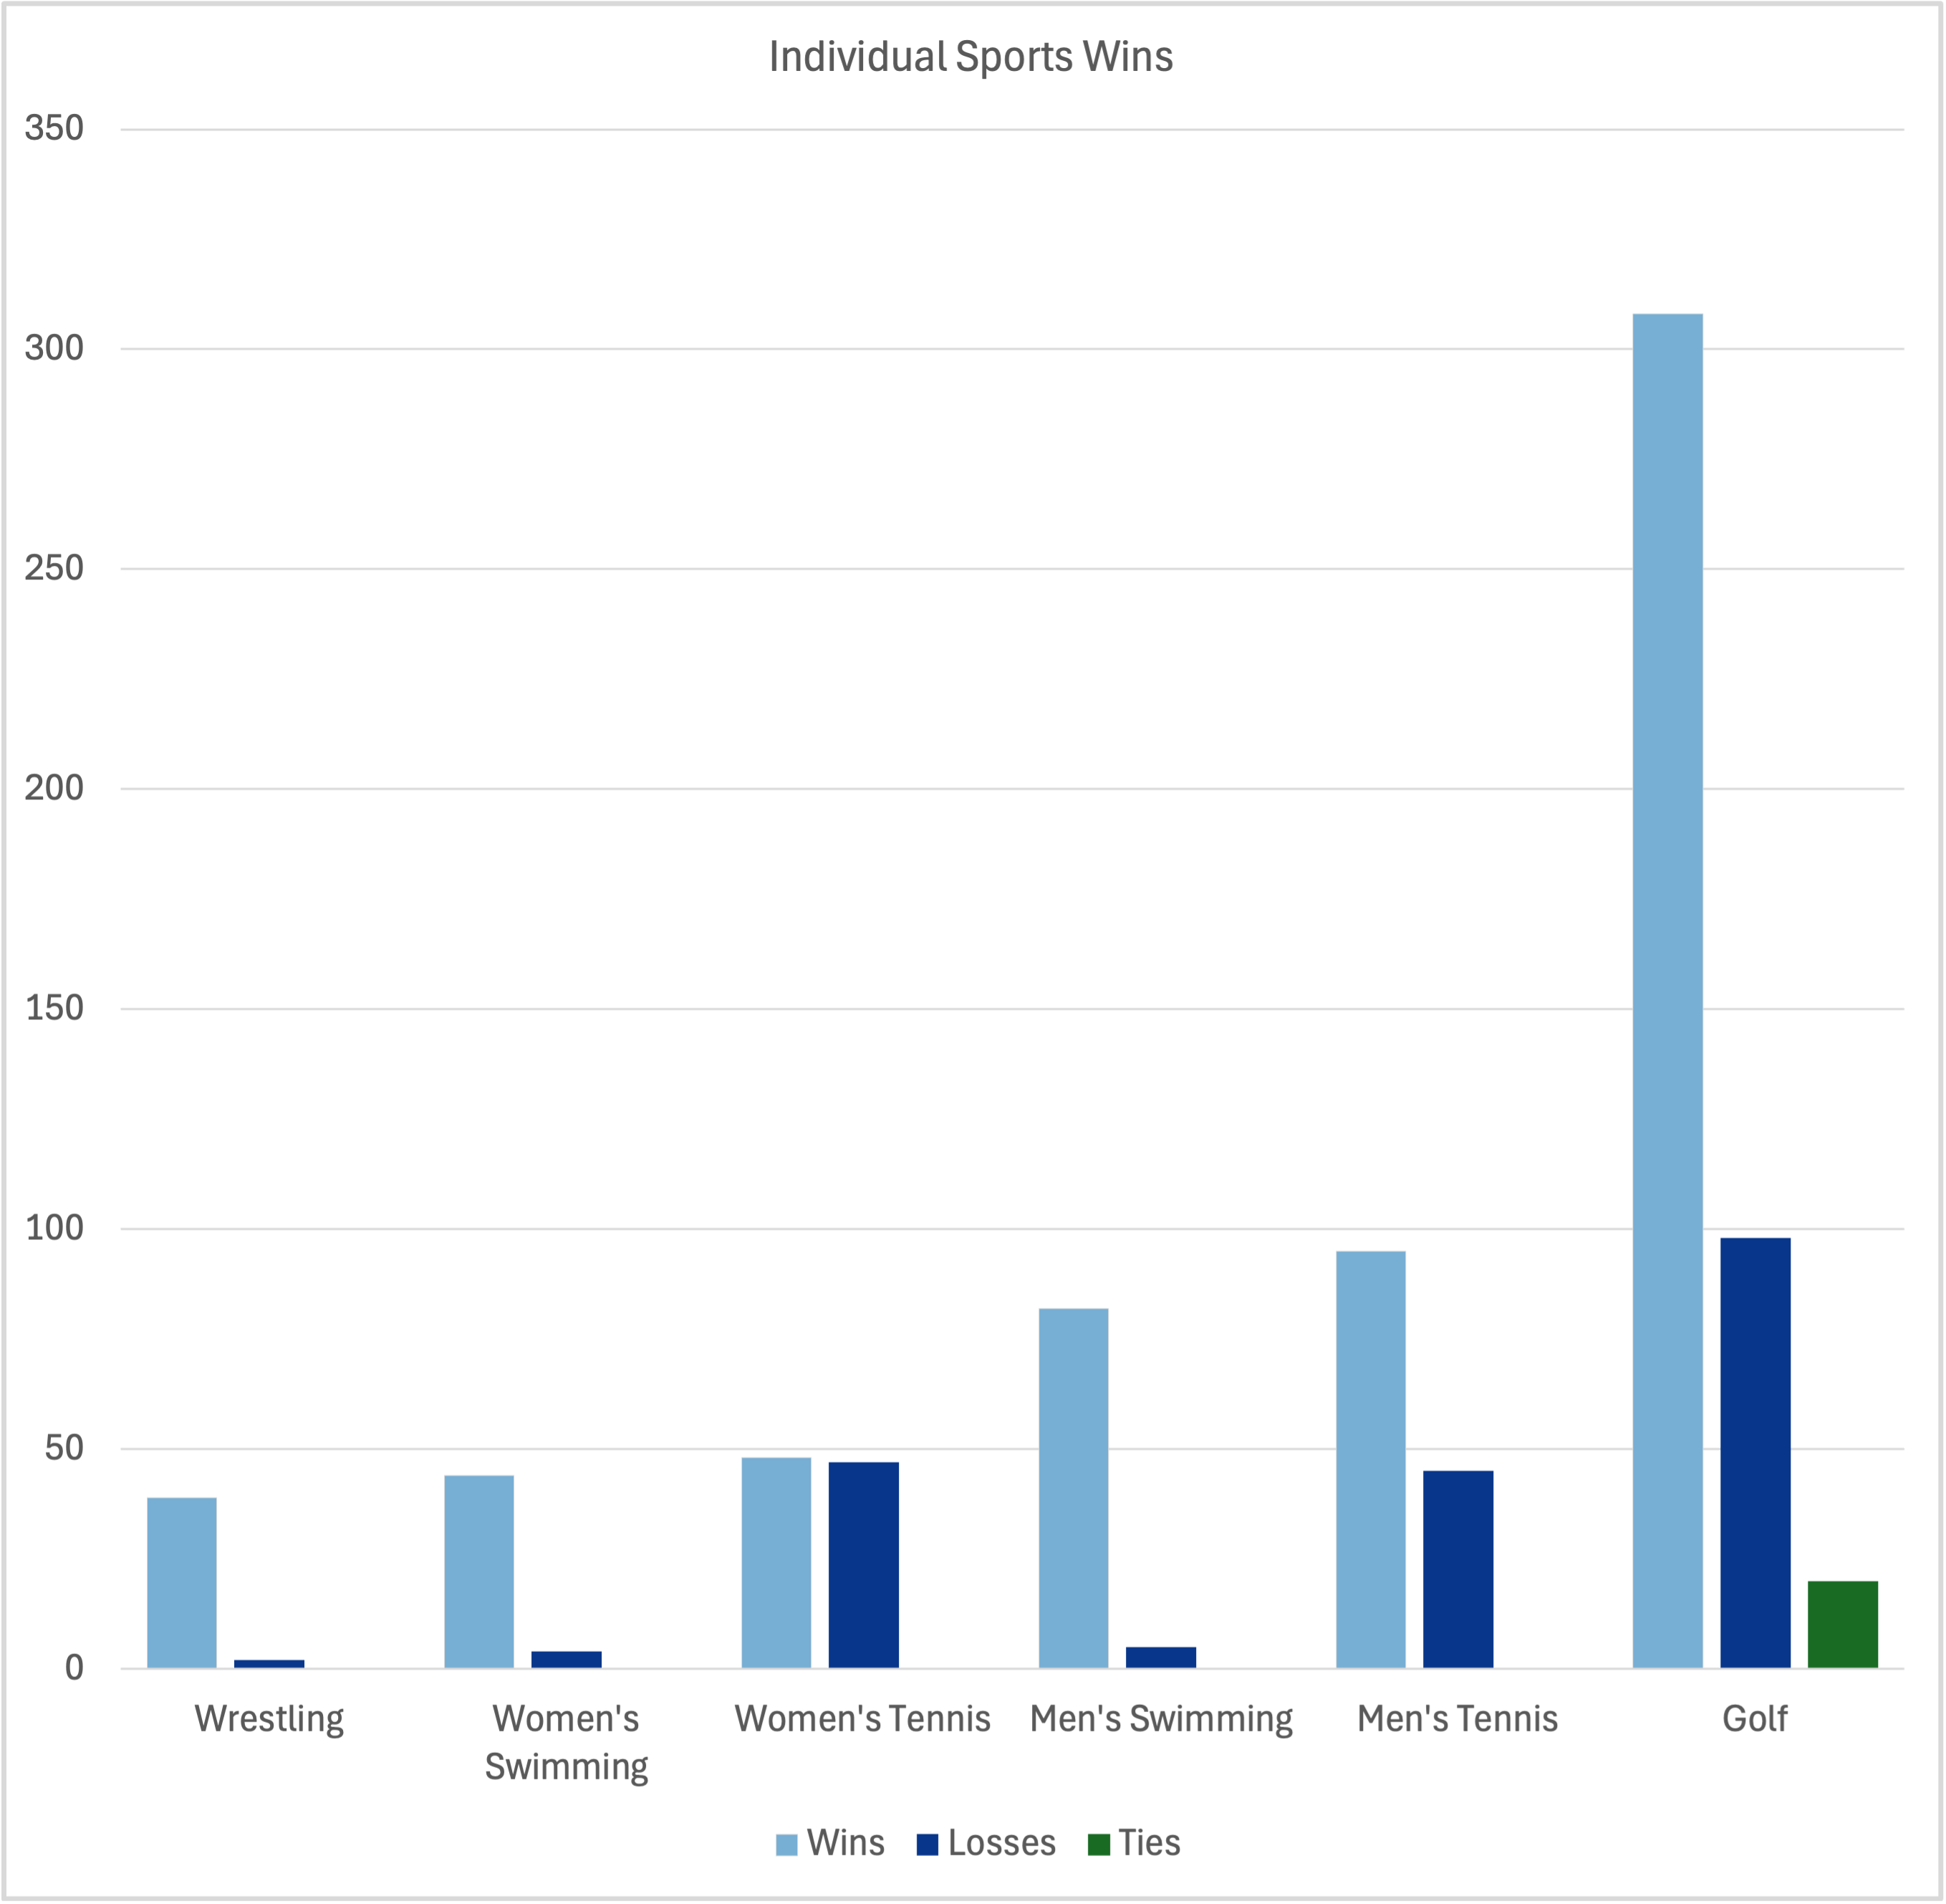 Individual Sports Wins
350
300
250
200
150
100
50
0
Wrestling
Women's
Swimming
Women's Tennis
Men's Swimming
Men's Tennis
Golf
Wins
Losses
Ties